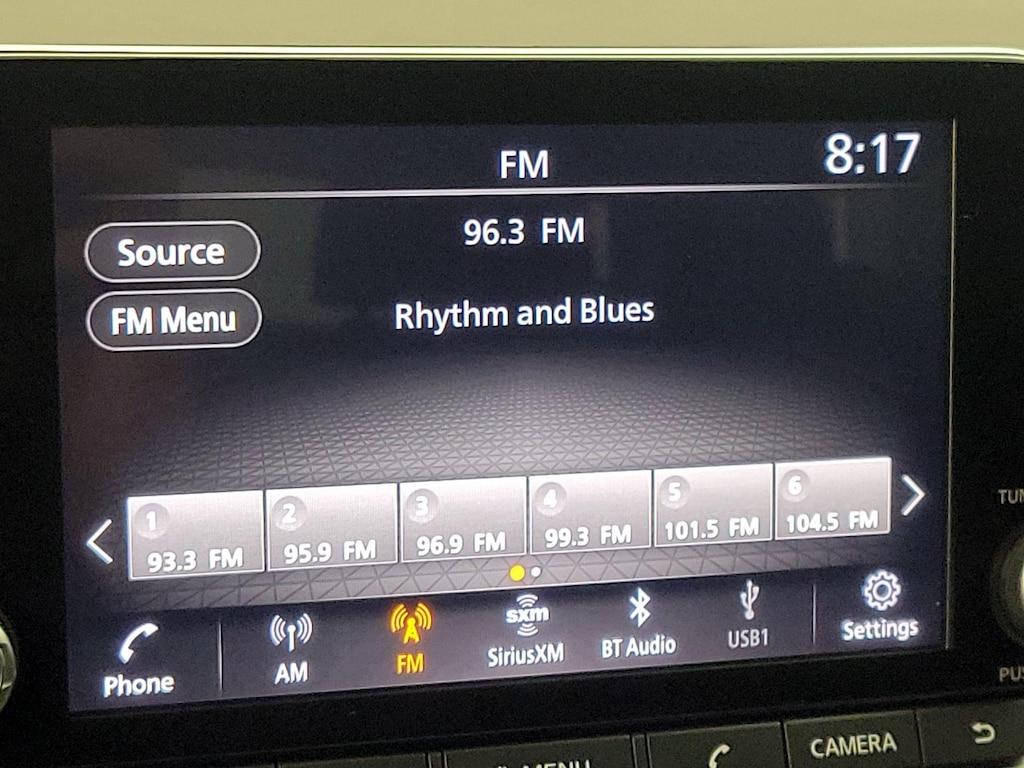 FM
8:17
96.3 FM
Source
FM Menu
Rhythm and Blues
1
93.3 FM
2
95.9 FM
3
96.9 FM
4
99.3 FM
5
101.5 FM
6
104.5 FM
Phone
AM
FM
sxm
SiriusXM
BT Audio
USB1
Settings
CAMERA
MENU